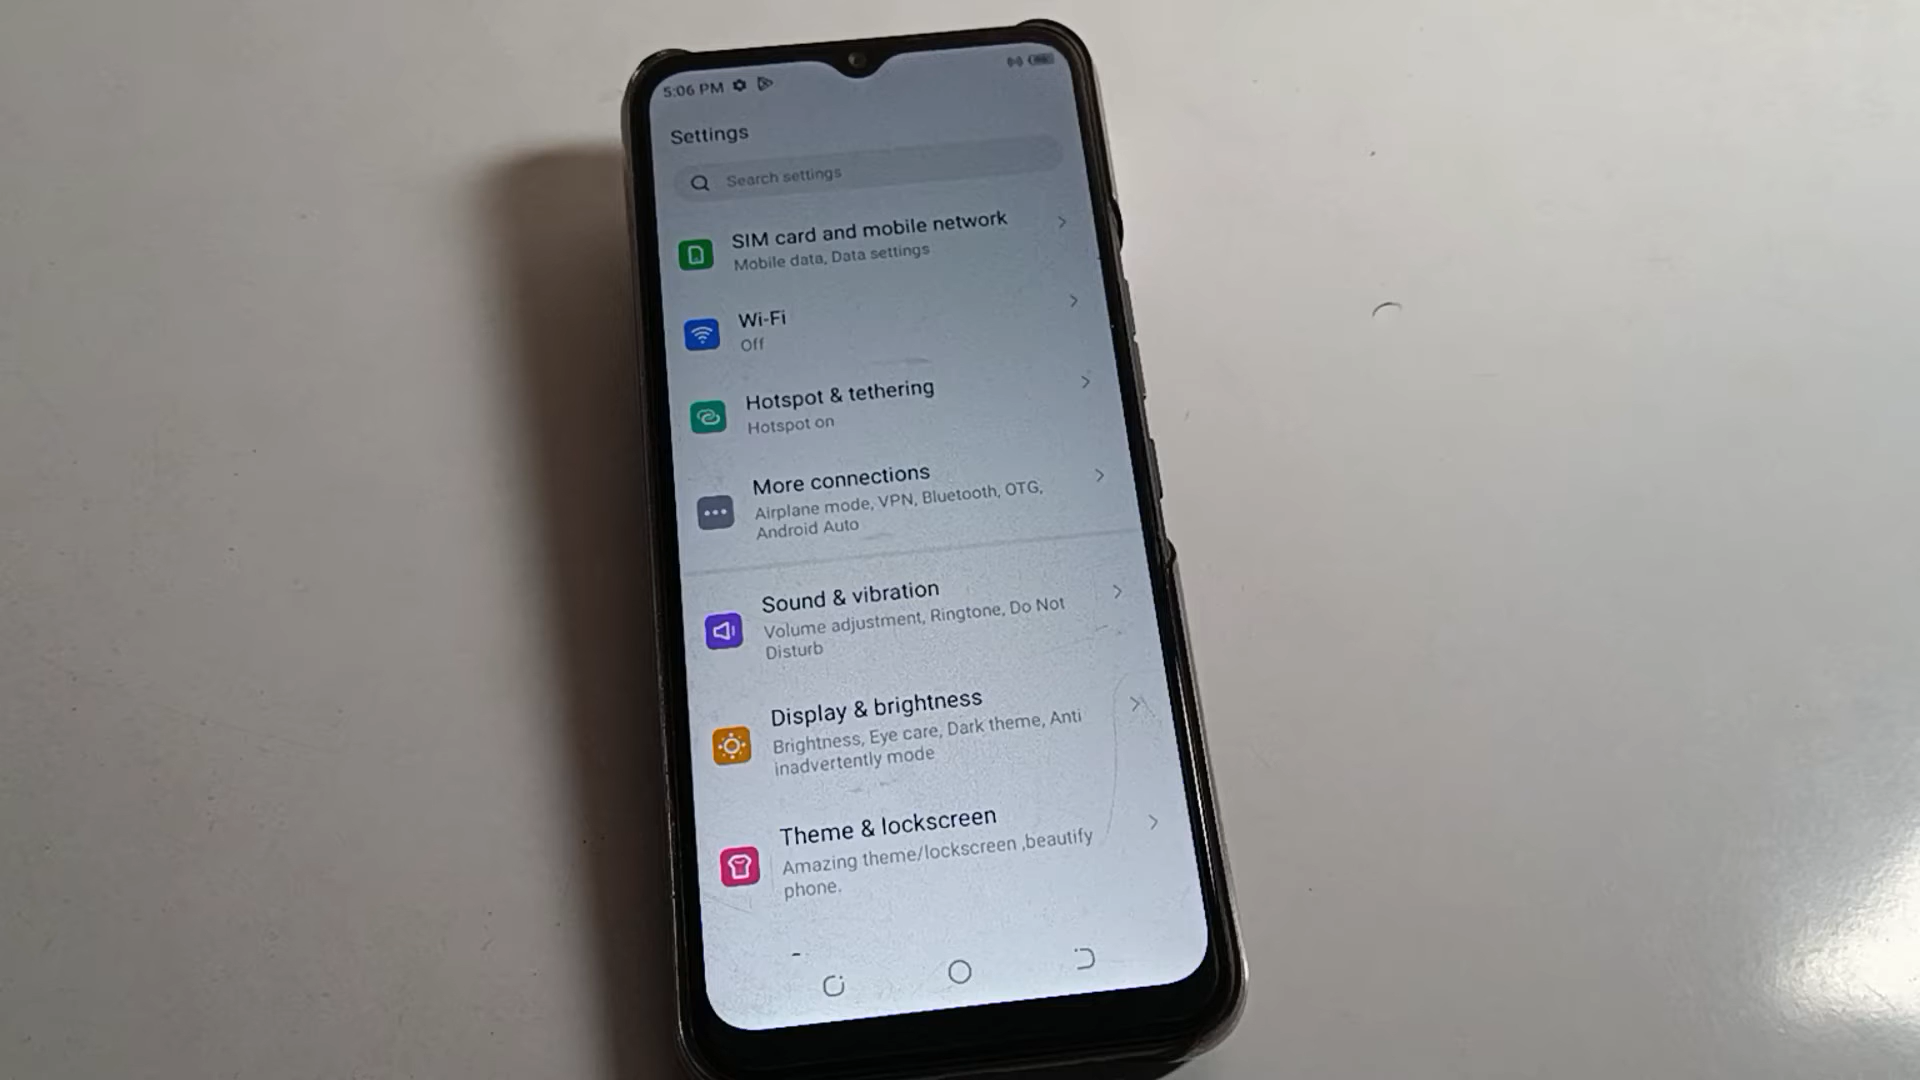 5:06 PM
Settings
Search settings
SIM card and mobile network
Mobile data, Data settings
Wi-Fi
Off
Hotspot & tethering
Hotspot on
More connections
Airplane mode, VPN, Bluetooth, OTG,
Android Auto
Sound & vibration
Volume adjustment, Ringtone, Do Not
Disturb
Display & brightness
Brightness, Eye care, Dark theme, Anti
inadvertently mode
Theme & lockscreen
Amazing theme/lockscreen ,beautify
phone.